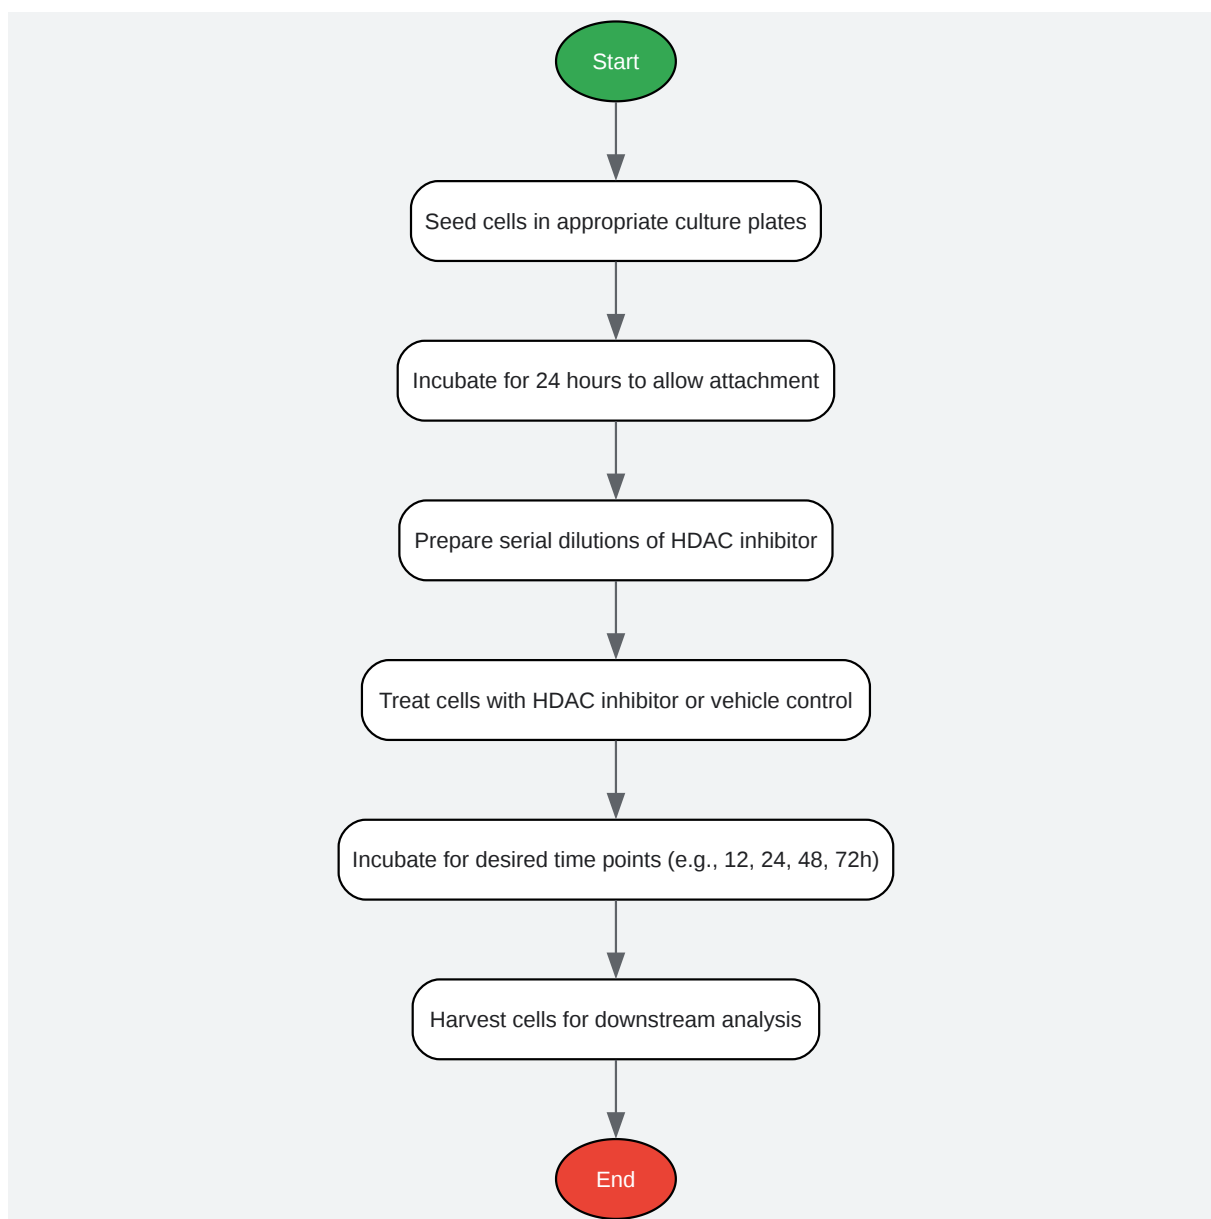 Start
Seed cells in appropriate culture plates
Incubate for 24 hours to allow attachment
Prepare serial dilutions of HDAC inhibitor
Treat cells with HDAC inhibitor or vehicle control
Incubate for desired time points (e.g., 12, 24, 48, 72h)
Harvest cells for downstream analysis
End